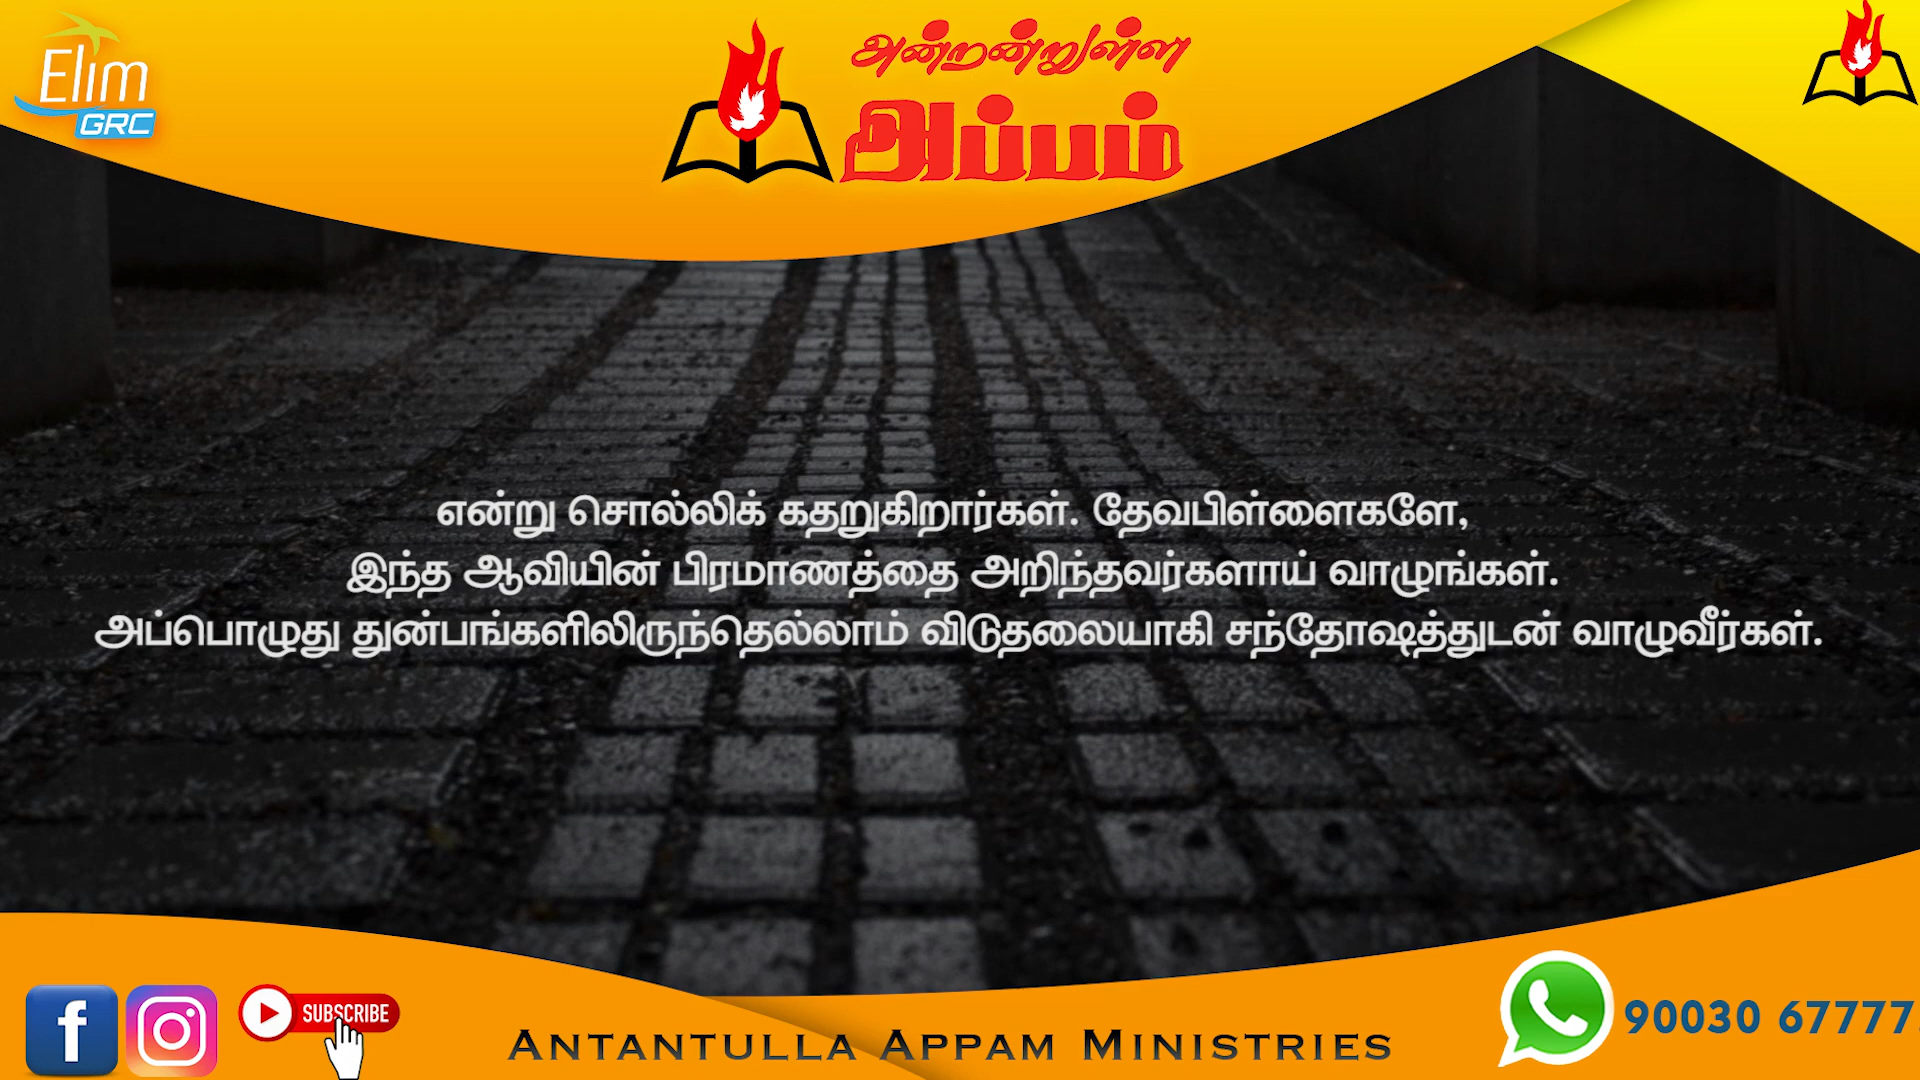 Elim
GRC
அன்றன்றுள்ள
அப்பம்
என்று சொல்லிக் கதறுகிறார்கள். தேவபிள்ளைகளே,
இந்த ஆவியின் பிரமாணத்தை அறிந்தவர்களாய் வாழுங்கள்.
அப்பொழுது துன்பங்களிலிருந்தெல்லாம் விடுதலையாகி சந்தோஷத்துடன் வாழுவீர்கள்.
SUBSCRIBE
ANTANTULLA APPAM MINISTRIES
90030 67777